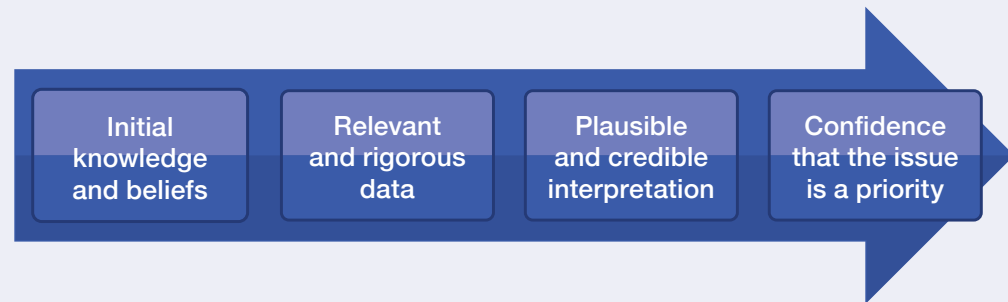 Initial
knowledge
and beliefs
Relevant
and rigorous
data
Plausible
and credible
interpretation
Confidence
that the issue
is a priority